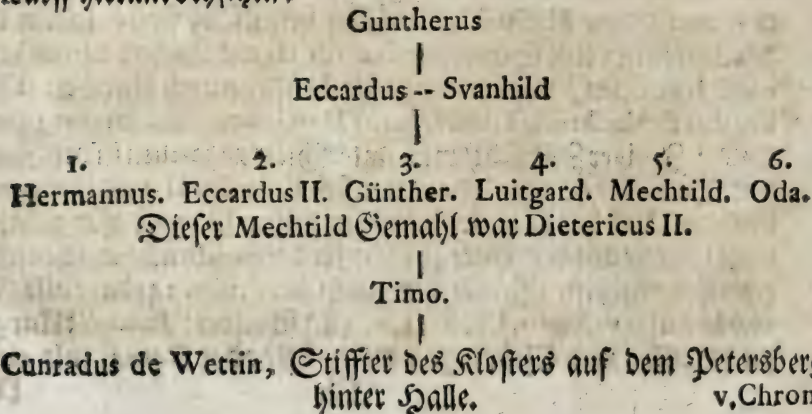 Guntherus
Eccardus -- Svanhild
1. 2. 3. 4. 5. 6.
Hermannus. Eccardus II. Günther. Luitgard. Mechtild. Oda.
Dieser Mechtild Gemahl war Dietericus II.
Timo.
Cunradus de Wettin, Stiffter des Klosters auf dem Petersberg
hinter Halle. v. Chron